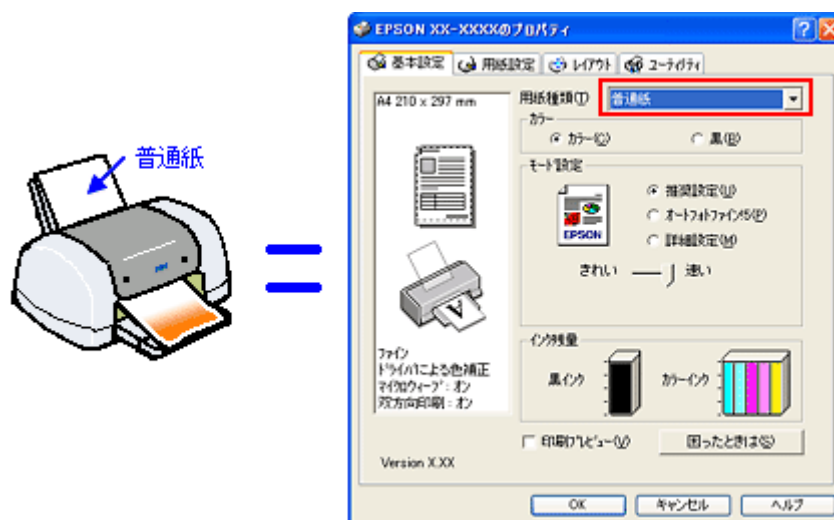 普通紙
EPSON XX-XXXXのプロパティ
基本設定
用紙設定
レイアウト
ユーティリティ
A4 210 x 297 mm
用紙種類(T)
普通紙
カラー
カラー(C)
黒(B)
モード設定
推奨設定(U)
オートフォトファイン!5(P)
詳細設定(M)
EPSON
きれい
速い
A
ファイン
ドライバによる色補正
マイクロウィーブ:オン
双方向印刷:オン
インク残量
黒インク
カラーインク
印刷プレビュー(V)
困ったときは(S)
Version X.XX
OK
キャンセル
ヘルプ